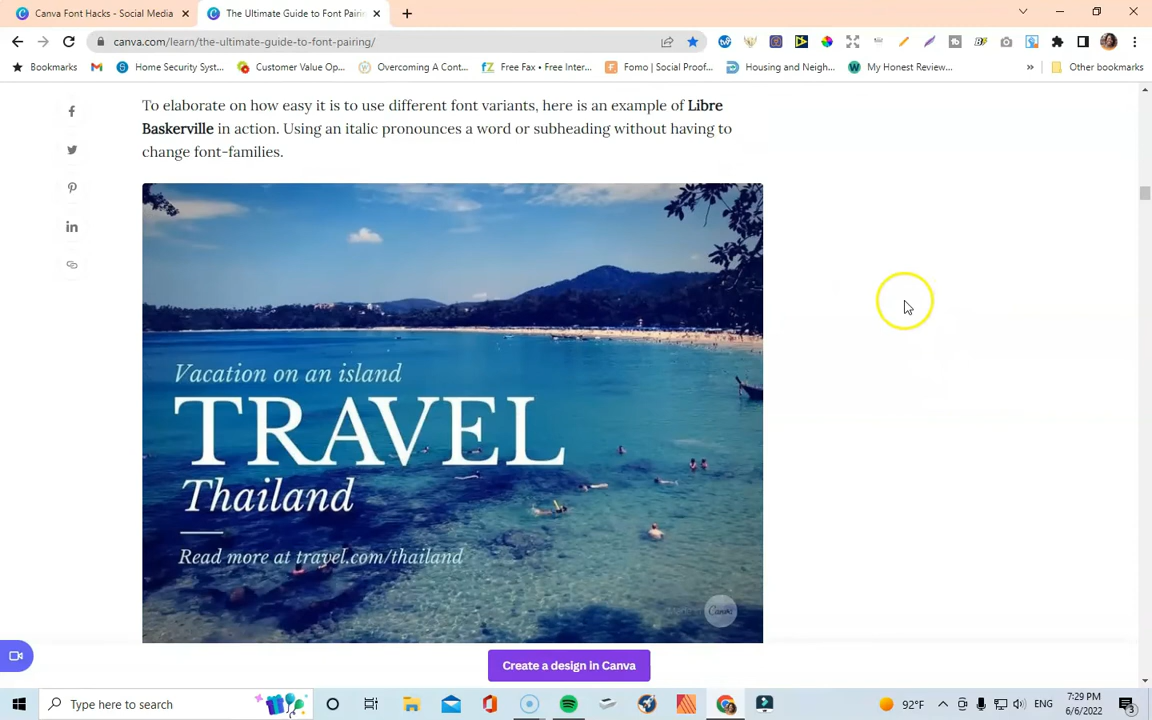 Canva Font Hacks - Social Media
The Ultimate Guide to Font Pairin
canva.com/learn/the-ultimate-guide-to-font-pairing/
Bookmarks
Home Security Syst...
Customer Value Op...
Overcoming A Cont...
Free Fax • Free Inter...
Fomo | Social Proof...
Housing and Neigh...
My Honest Review...
»
Other bookmarks
To elaborate on how easy it is to use different font variants, here is an example of Libre
Baskerville in action. Using an italic pronounces a word or subheading without having to
change font-families.
Vacation on an island
TRAVEL
Thailand
Read more at travel.com/thailand
Canva
Create a design in Canva
Type here to search
92°F
ENG
7:29 PM
6/6/2022
3